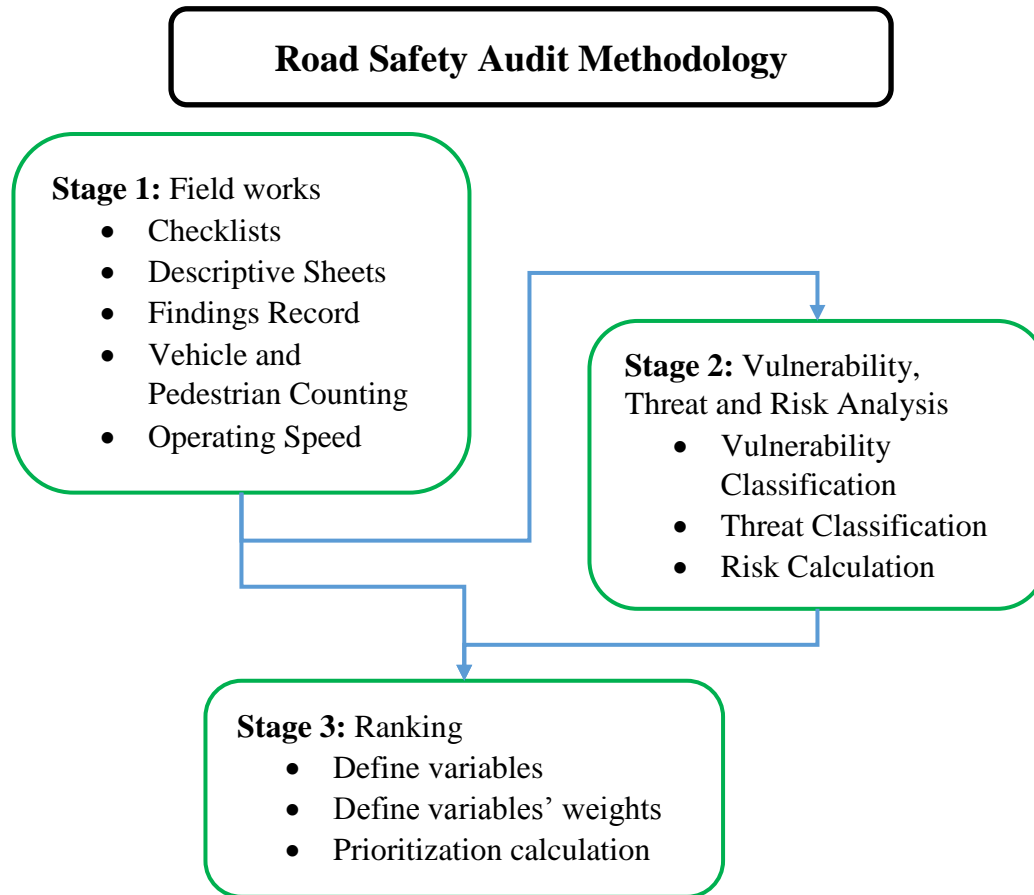 Road Safety Audit Methodology
Stage 1: Field works
• Checklists
• Descriptive Sheets
• Findings Record
• Vehicle and
Pedestrian Counting
• Operating Speed
Stage 2: Vulnerability,
Threat and Risk Analysis
• Vulnerability
Classification
• Threat Classification
• Risk Calculation
Stage 3: Ranking
• Define variables
• Define variables’ weights
• Prioritization calculation